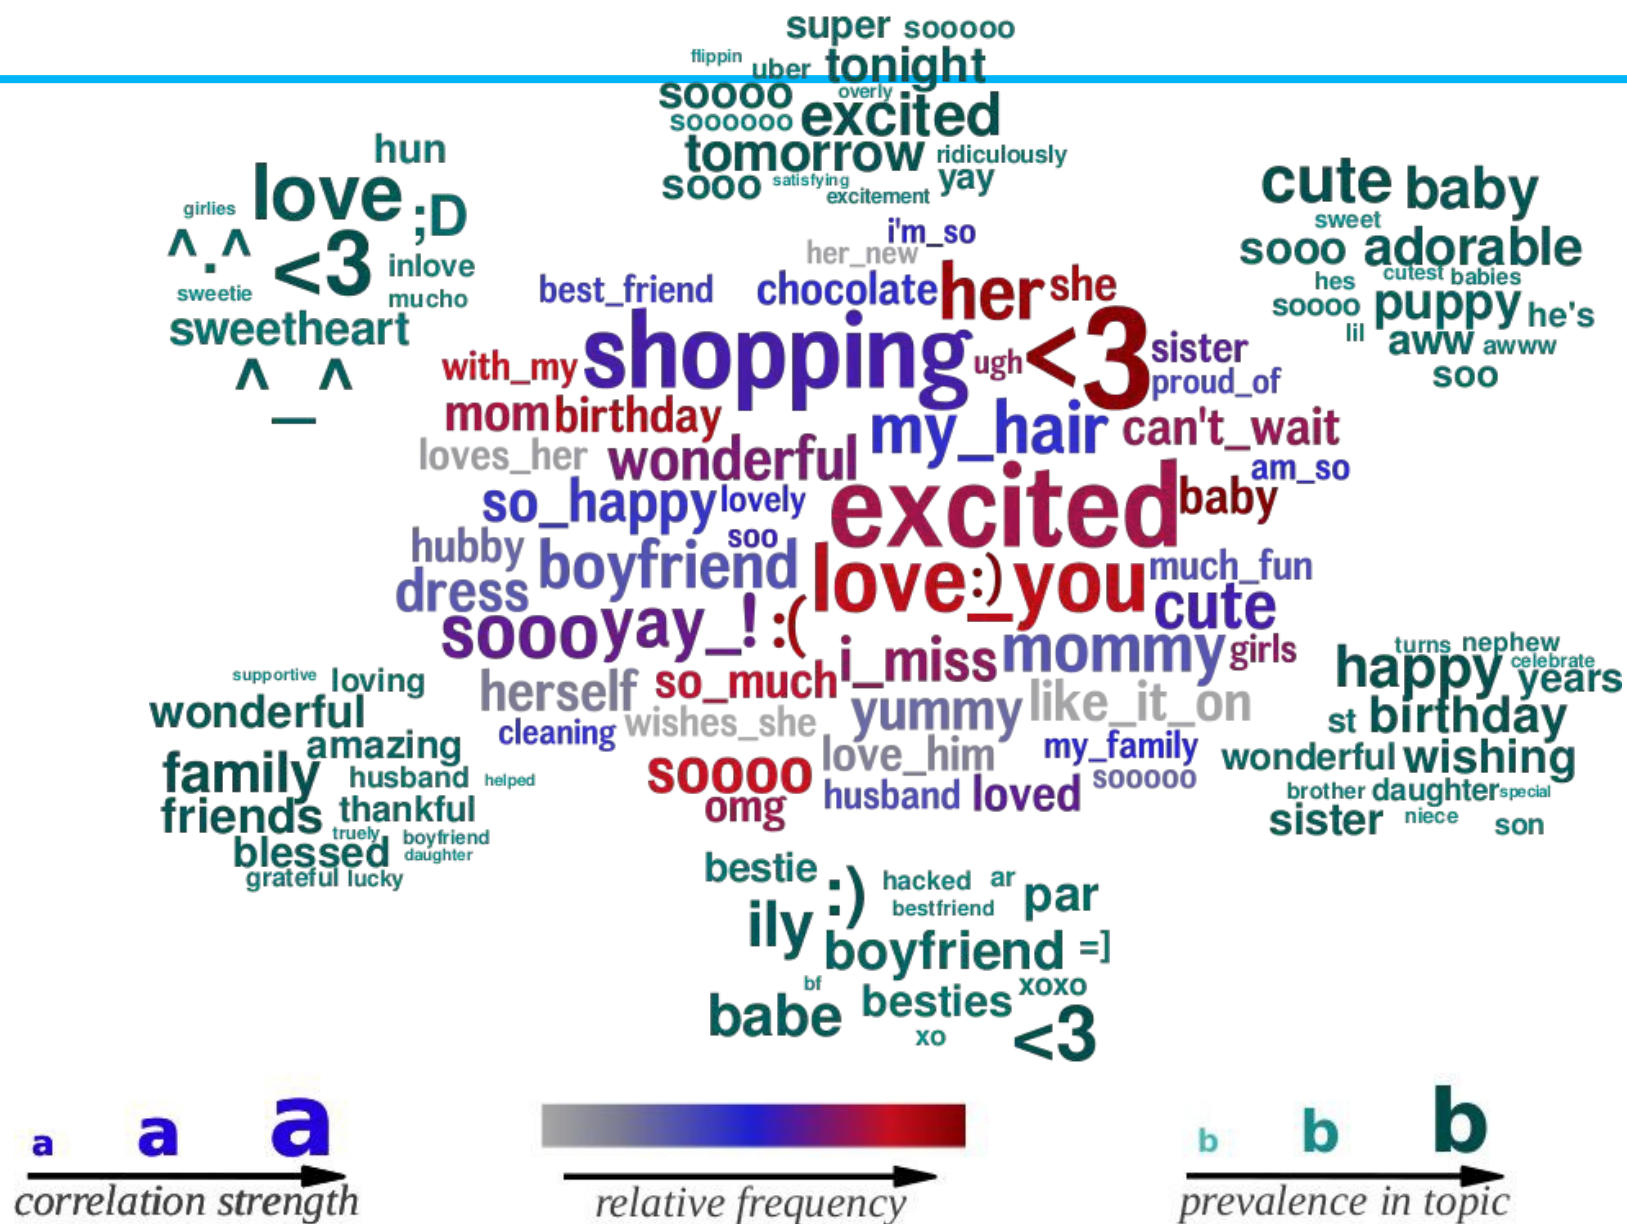 super sooooo
flippin uber tonight
soooo overly
sooooooo excited
tomorrow ridiculously
sooo satisfying yay
excitement
hun
love ;D
girlies
^.^ <3 inlove
sweetie mucho
sweetheart
^_^
cute baby
sweet
sooo adorable
hes cutest babies
soooo puppy he's
lil aww awww
soo
i'm_so
her_new
best_friend chocolate her she
shopping ugh <3 sister
with_my proud_of
mom birthday my_hair can't_wait
loves_her wonderful am_so
so_happy lovely excited baby
hubby soo
boyfriend love :)_you much_fun
dress cute
sooo yay_! :(
i_miss mommy girls
herself so_much
cleaning wishes_she yummy like_it_on
love_him my_family
soooo sooooo
omg husband loved
supportive loving
wonderful
amazing
family husband helped
friends thankful
truely boyfriend
blessed daughter
grateful lucky
turns nephew
happy celebrate
years
st birthday
wonderful wishing
brother daughter special
sister niece son
bestie :) hacked ar par
ily bestfriend
boyfriend =]
bf
babe besties xoxo
xo <3
a a a
correlation strength
relative frequency
b b b
prevalence in topic